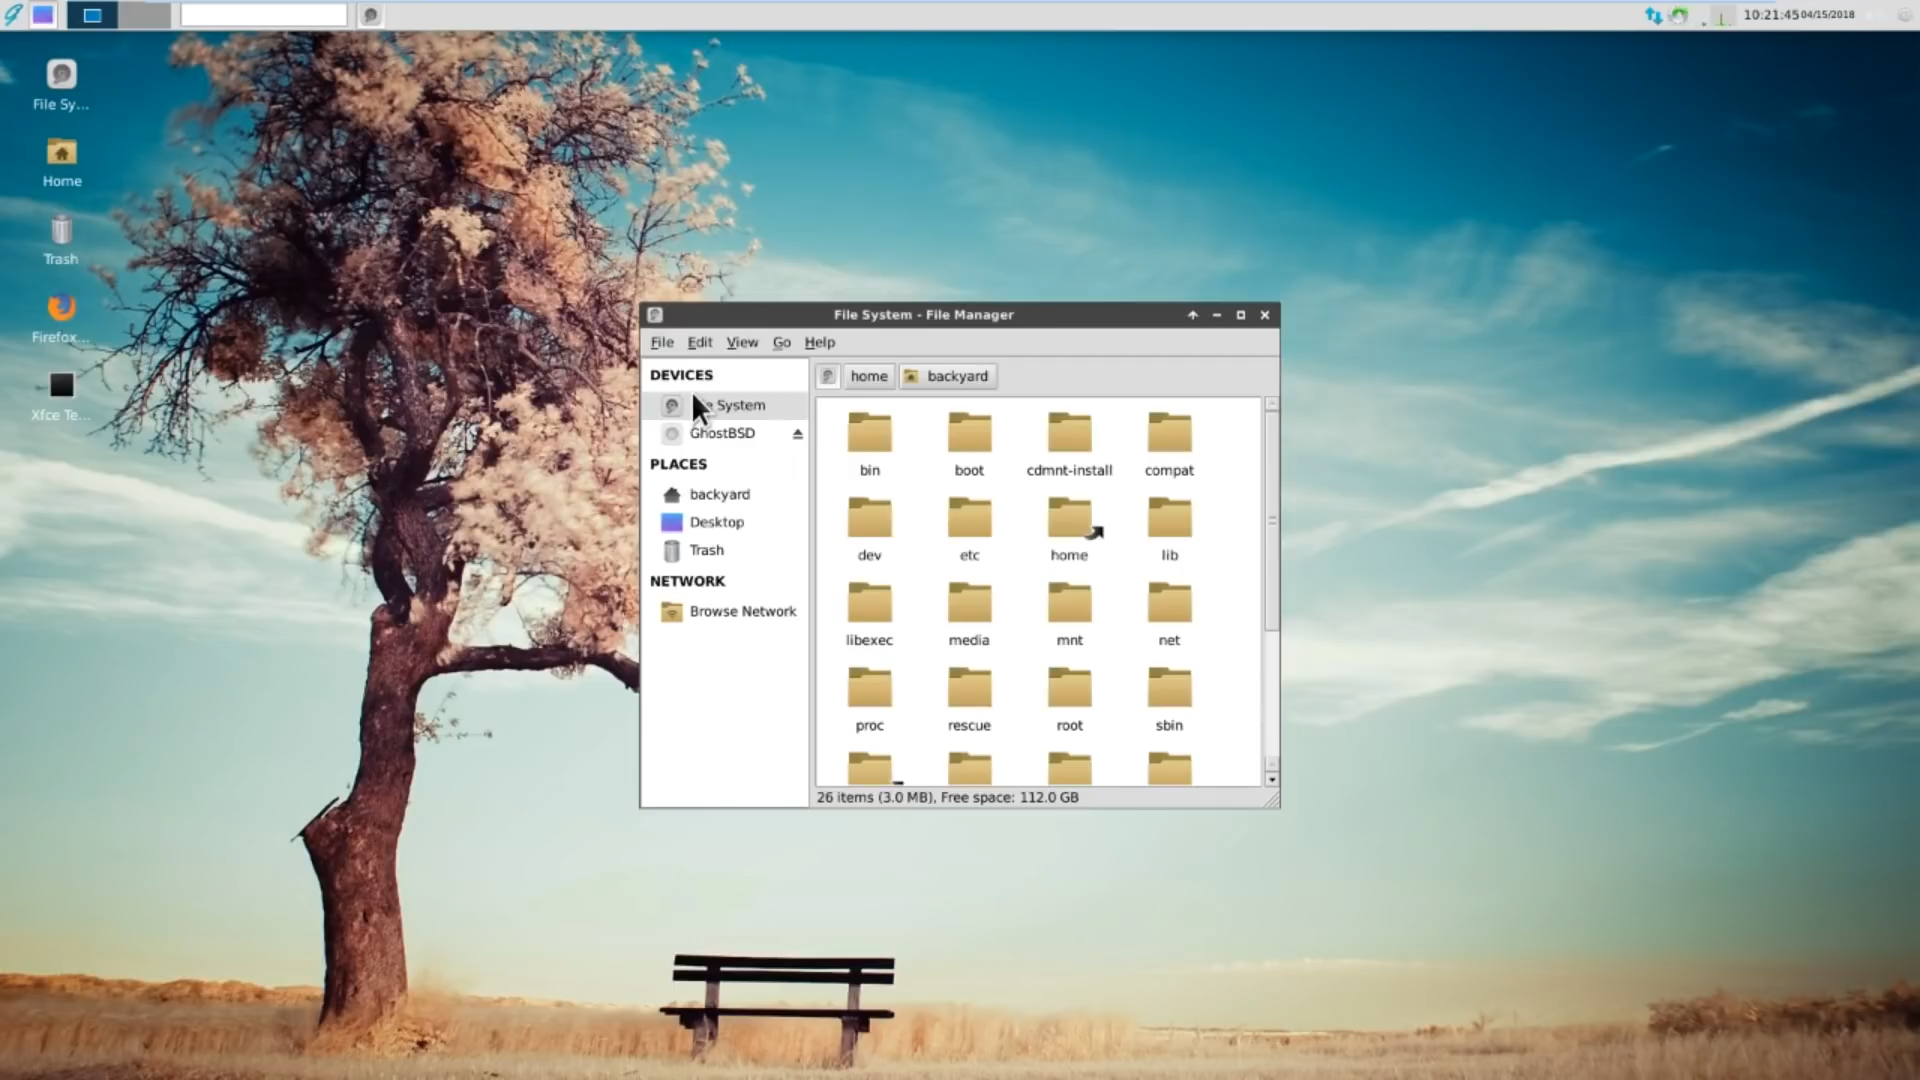 10:21:45 04/15/2018
File Sy...
Home
Trash
Firefox...
Xfce Te...
File System - File Manager
File Edit View Go Help
DEVICES
System
GhostBSD
PLACES
backyard
Desktop
Trash
NETWORK
Browse Network
home backyard
bin boot cdmnt-install compat
dev etc home lib
libexec media mnt net
proc rescue root sbin
26 items (3.0 MB), Free space: 112.0 GB